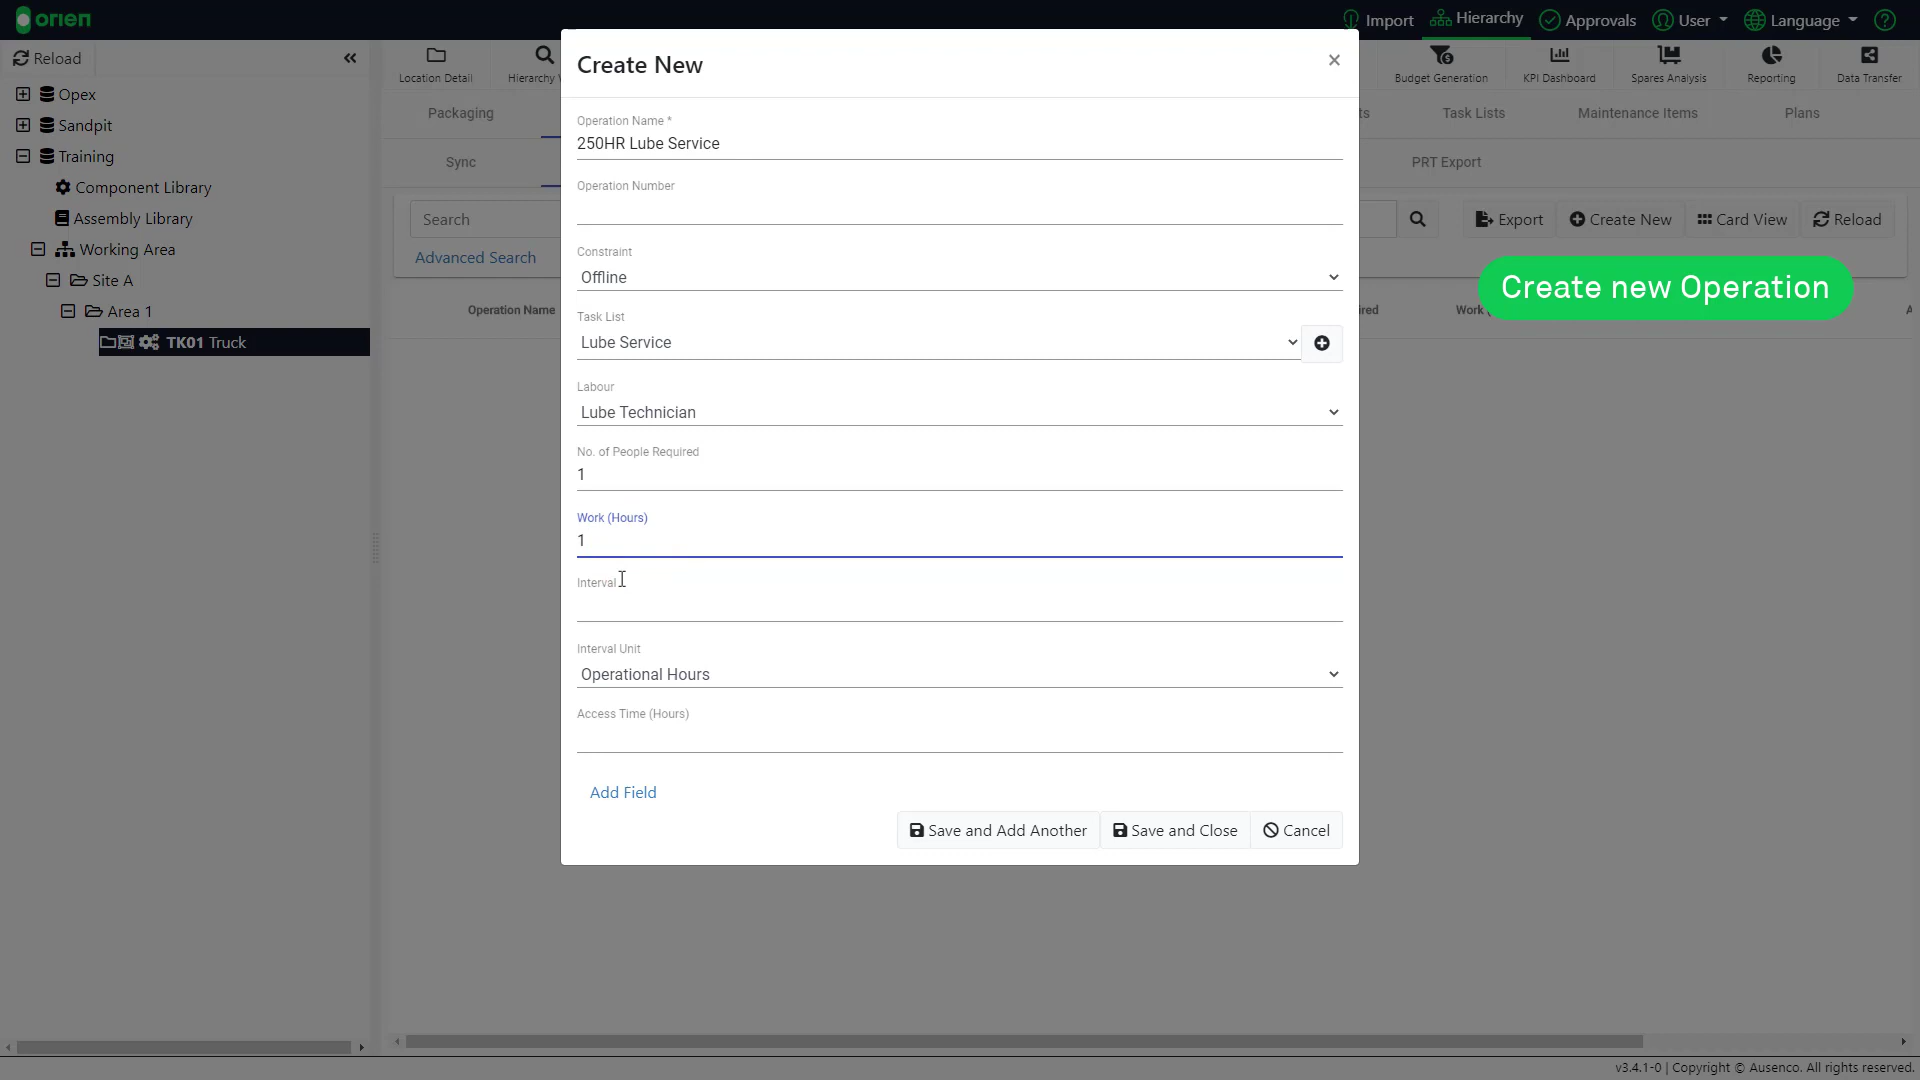 orien
Import
Hierarchy
Approvals
User
Language
Reload
Opex
Sandpit
Training
Component Library
Assembly Library
Working Area
Site A
Area 1
TK01 Truck
Location Detail
Budget Generation
KPI Dashboard
Spares Analysis
Reporting
Data Transfer
Packaging
Task Lists
Maintenance Items
Plans
Sync
PRT Export
Search
Export
Create New
Card View
Reload
Advanced Search
Create new Operation
Operation Name
Create New
×
Operation Name *
250HR Lube Service
Operation Number
Constraint
Offline
Task List
Lube Service
Labour
Lube Technician
No. of People Required
1
Work (Hours)
1
Interval
Interval Unit
Operational Hours
Access Time (Hours)
Add Field
Save and Add Another
Save and Close
Cancel
v3.4.1-0 | Copyright © Ausenco. All rights reserved.